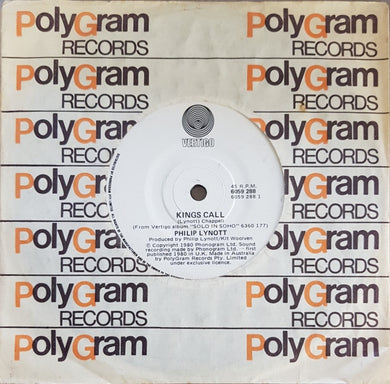 PolyGram PolyGram
RECORDS RECORDS
PolyGram PolyGram
RECORDS RECORDS
PolyGram PolyGram
RECORDS RECORDS
VERTIGO
45 R.P.M.
6059 288
6059 288 1
KINGS CALL
(Lynott) Chappell
(From Vertigo album "SOLO IN SOHO" 6360 177)
PHILIP LYNOTT
Produced by Philip Lynott/Kit Woolven
© Copyright 1980 Phonogram Ltd. Sound
recording made by Phonogram Ltd. — first
published 1980 in U.K. Made in Australia
by PolyGram Records Pty. Limited
under exclusive licence.
PolyGram PolyGram
RECORDS RECORDS
PolyGram PolyGram
RECORDS RECORDS
PolyGram PolyGram
RECORDS RECORDS
PolyGram PolyGram